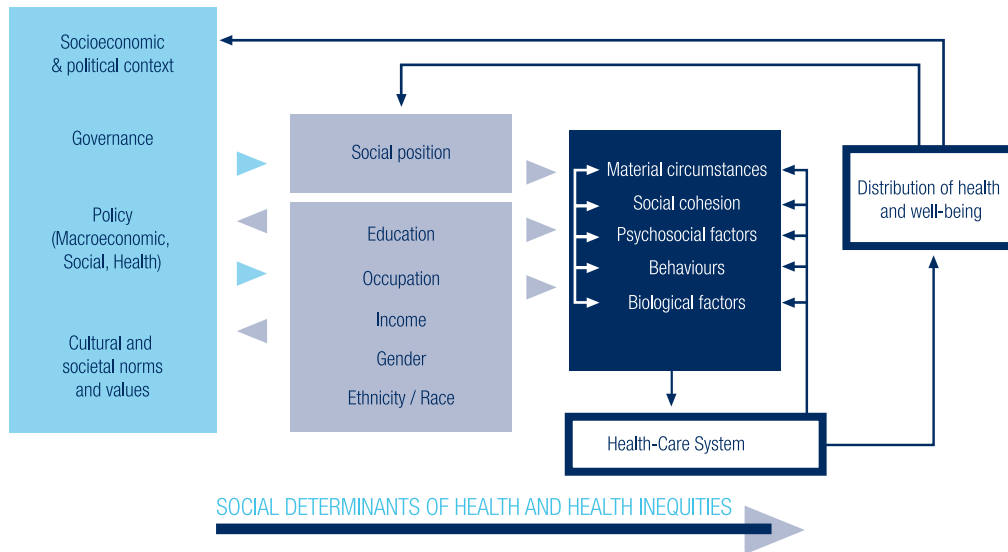 Socioeconomic
& political context
Governance
Policy
(Macroeconomic,
Social, Health)
Cultural and
societal norms
and values
Social position
Education
Occupation
Income
Gender
Ethnicity / Race
Material circumstances
Social cohesion
Psychosocial factors
Behaviours
Biological factors
Health-Care System
Distribution of health
and well-being
SOCIAL DETERMINANTS OF HEALTH AND HEALTH INEQUITIES